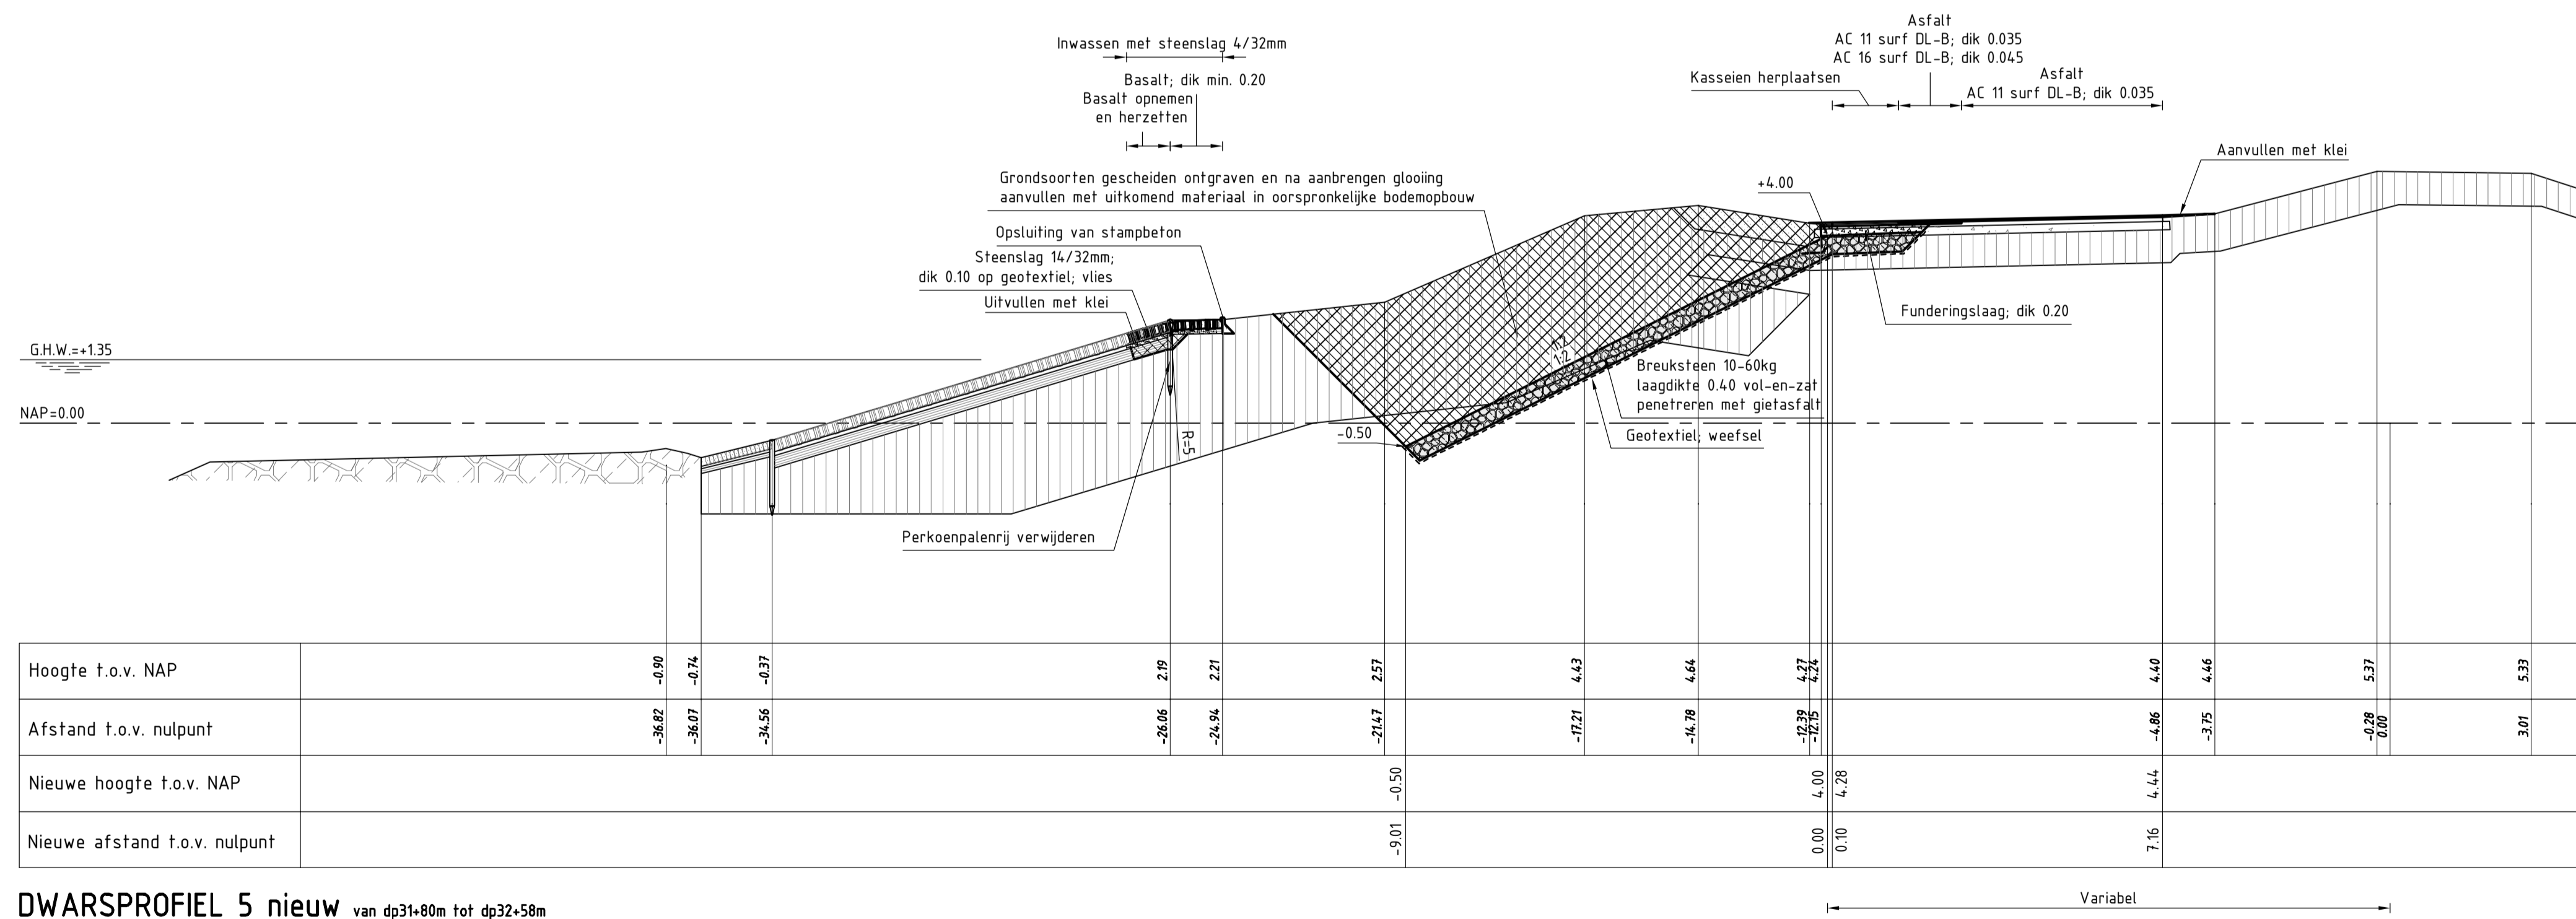 Inwassen met steenslag 4/32mm
Basalt; dik min. 0.20
Basalt opnemen
en herzetten
Asfalt
AC 11 surf DL-B; dik 0.035
AC 16 surf DL-B; dik 0.045
Kasseien herplaatsen
Asfalt
AC 11 surf DL-B; dik 0.035
Aanvullen met klei
Grondsoorten gescheiden ontgraven en na aanbrengen glooiing
aanvullen met uitkomend materiaal in oorspronkelijke bodemopbouw
+4.00
Opsluiting van stampbeton
Steenslag 14/32mm;
dik 0.10 op geotextiel; vlies
Uitvullen met klei
Funderingslaag; dik 0.20
G.H.W.=+1.35
1:2
1:2
Breuksteen 10-60kg
laagdikte 0.40 vol-en-zat
penetreren met gietasfalt
NAP=0.00
-0.50
R=5
Geotextiel; weefsel
Perkoenpalenrij verwijderen
Hoogte t.o.v. NAP -0.90 -0.74 -0.37 2.19 2.21 2.57 4.43 4.64 4.27 4.24 4.40 4.46 5.37 5.33
Afstand t.o.v. nulpunt -36.82 -36.07 -34.56 -26.06 -24.94 -21.47 -17.21 -14.78 -12.39 -12.15 -4.86 -3.75 -0.28 0.00 3.01
Nieuwe hoogte t.o.v. NAP -0.50 4.00 4.28 4.44
Nieuwe afstand t.o.v. nulpunt -9.01 0.00 0.10 7.16
DWARSPROFIEL 5 nieuw van dp31+80m tot dp32+58m
Variabel